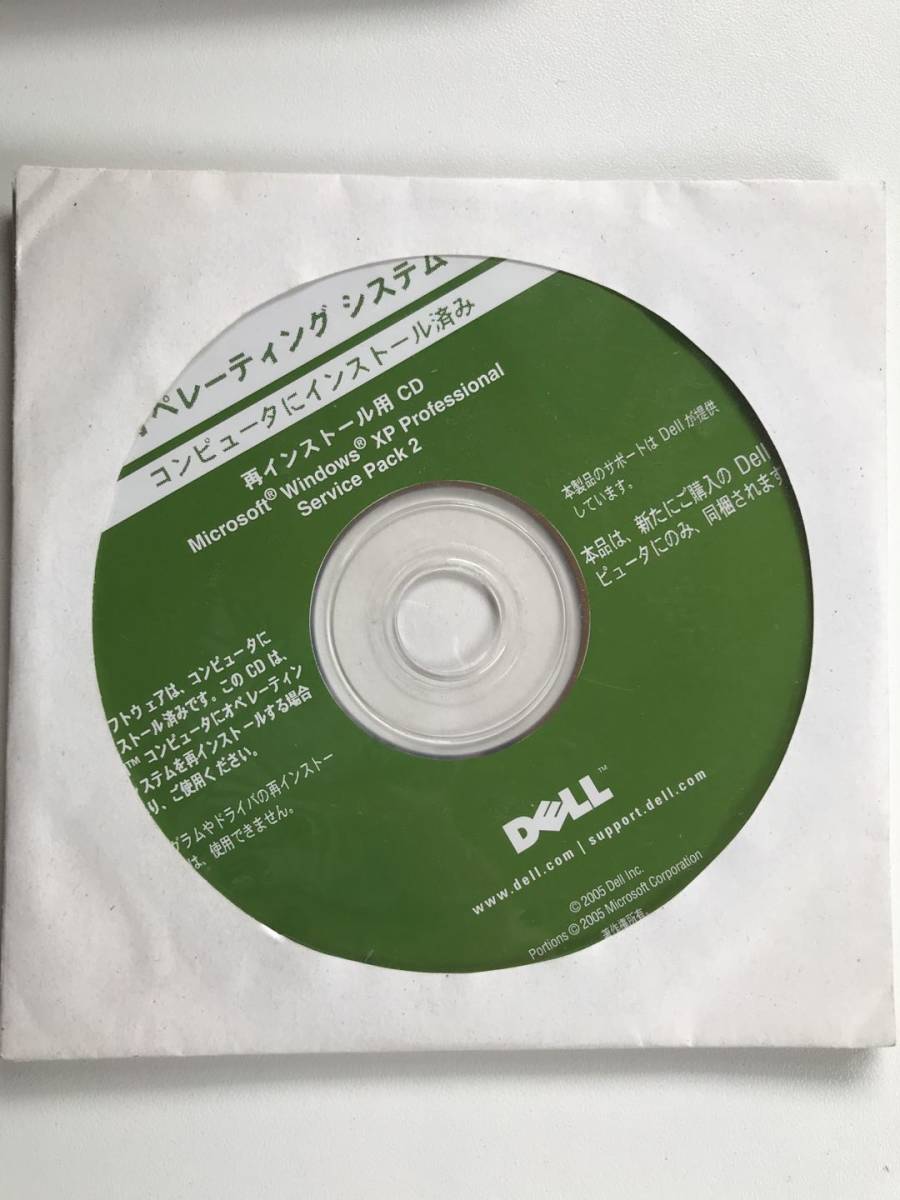 ペレーティング システム
コンピュータにインストール済み
再インストール用 CD
Microsoft® Windows® XP Professional
Service Pack 2
本製品のサポートは Dell が提供
しています。
本品は、新たにご購入の Dell
ピュータにのみ、同梱されます
フトウェアは、コンピュータに
ストール済みです。この CD は、
™ コンピュータにオペレーティン
ステムを再インストールする場合
り、ご使用ください。
グラムやドライバの再インストー
は、使用できません。
DELL™
www.dell.com | support.dell.com
© 2005 Dell Inc.
Portions © 2005 Microsoft Corporation
著作権所有.